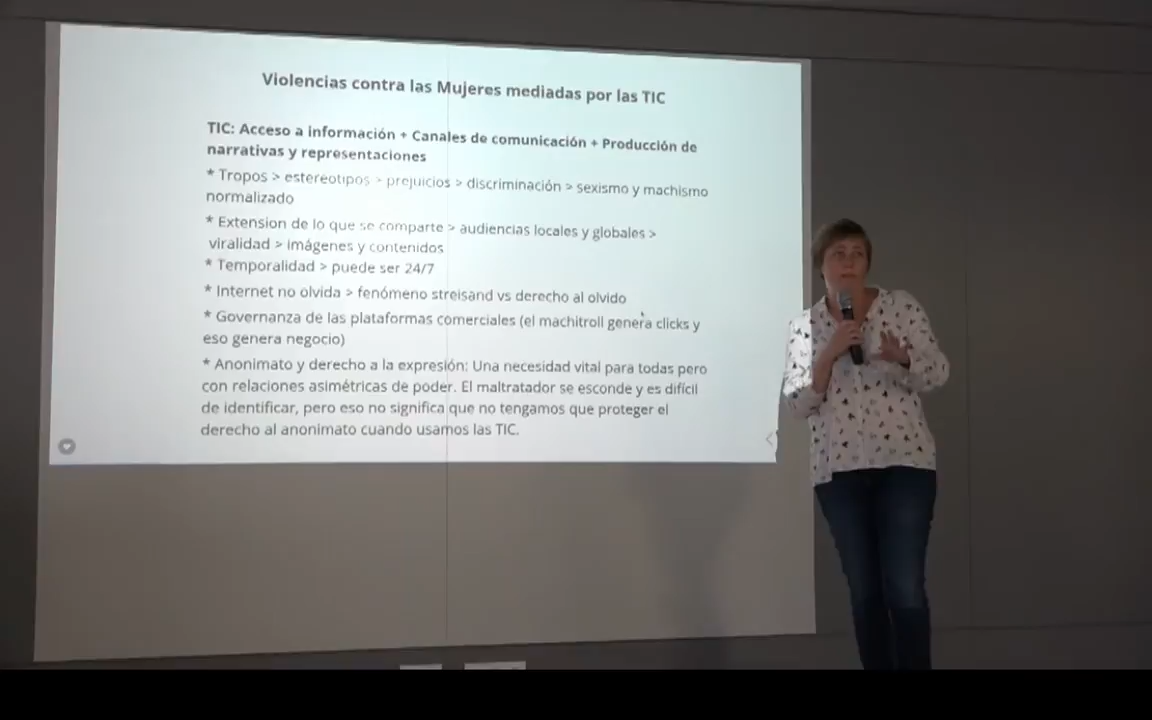 Violencias contra las Mujeres mediadas por las TIC
TIC: Acceso a información + Canales de comunicación + Producción de
narrativas y representaciones
* Tropos > estereotipos > prejuicios > discriminación > sexismo y machismo
normalizado
* Extension de lo que se comparte > audiencias locales y globales >
viralidad > imágenes y contenidos
* Temporalidad > puede ser 24/7
* Internet no olvida > fenómeno streisand vs derecho al olvido
* Governanza de las plataformas comerciales (el machitroll genera clicks y
eso genera negocio)
* Anonimato y derecho a la expresión: Una necesidad vital para todas pero
con relaciones asimétricas de poder. El maltratador se esconde y es difícil
de identificar, pero eso no significa que no tengamos que proteger el
derecho al anonimato cuando usamos las TIC.